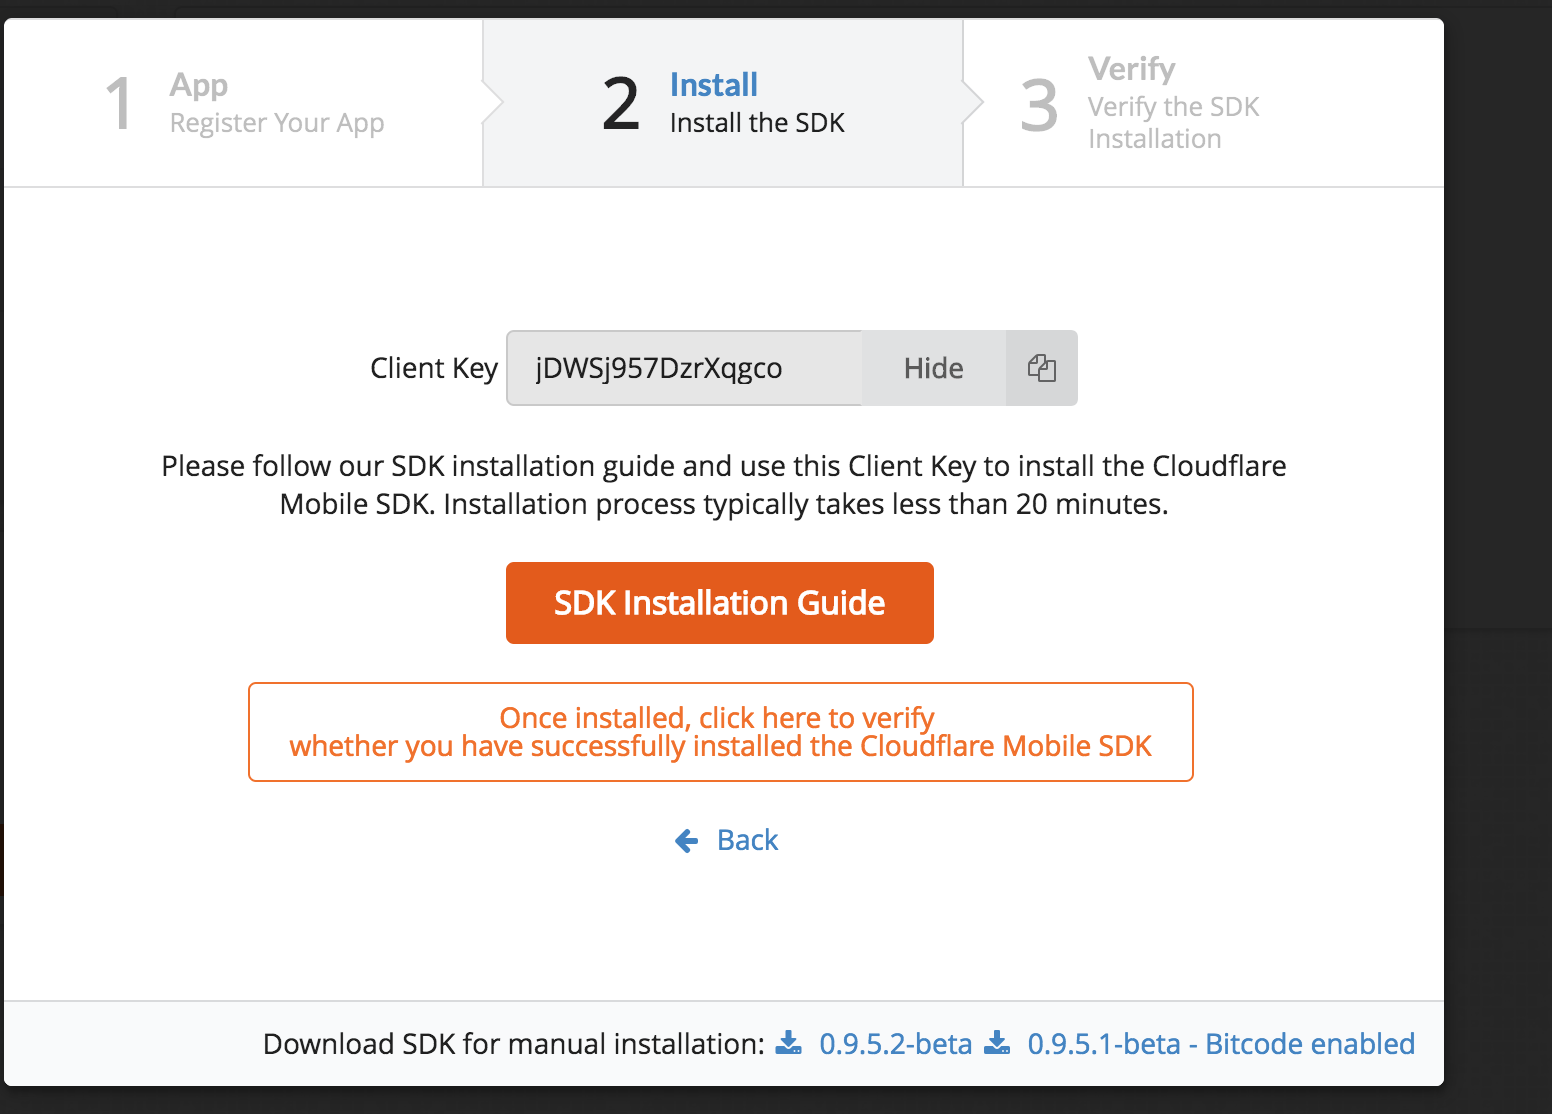 1
App
Register Your App
2
Install
Install the SDK
3
Verify
Verify the SDK
Installation
Client Key jDWSj957DzrXqgco Hide
Please follow our SDK installation guide and use this Client Key to install the Cloudflare
Mobile SDK. Installation process typically takes less than 20 minutes.
SDK Installation Guide
Once installed, click here to verify
whether you have successfully installed the Cloudflare Mobile SDK
Back
Download SDK for manual installation: 0.9.5.2-beta 0.9.5.1-beta - Bitcode enabled